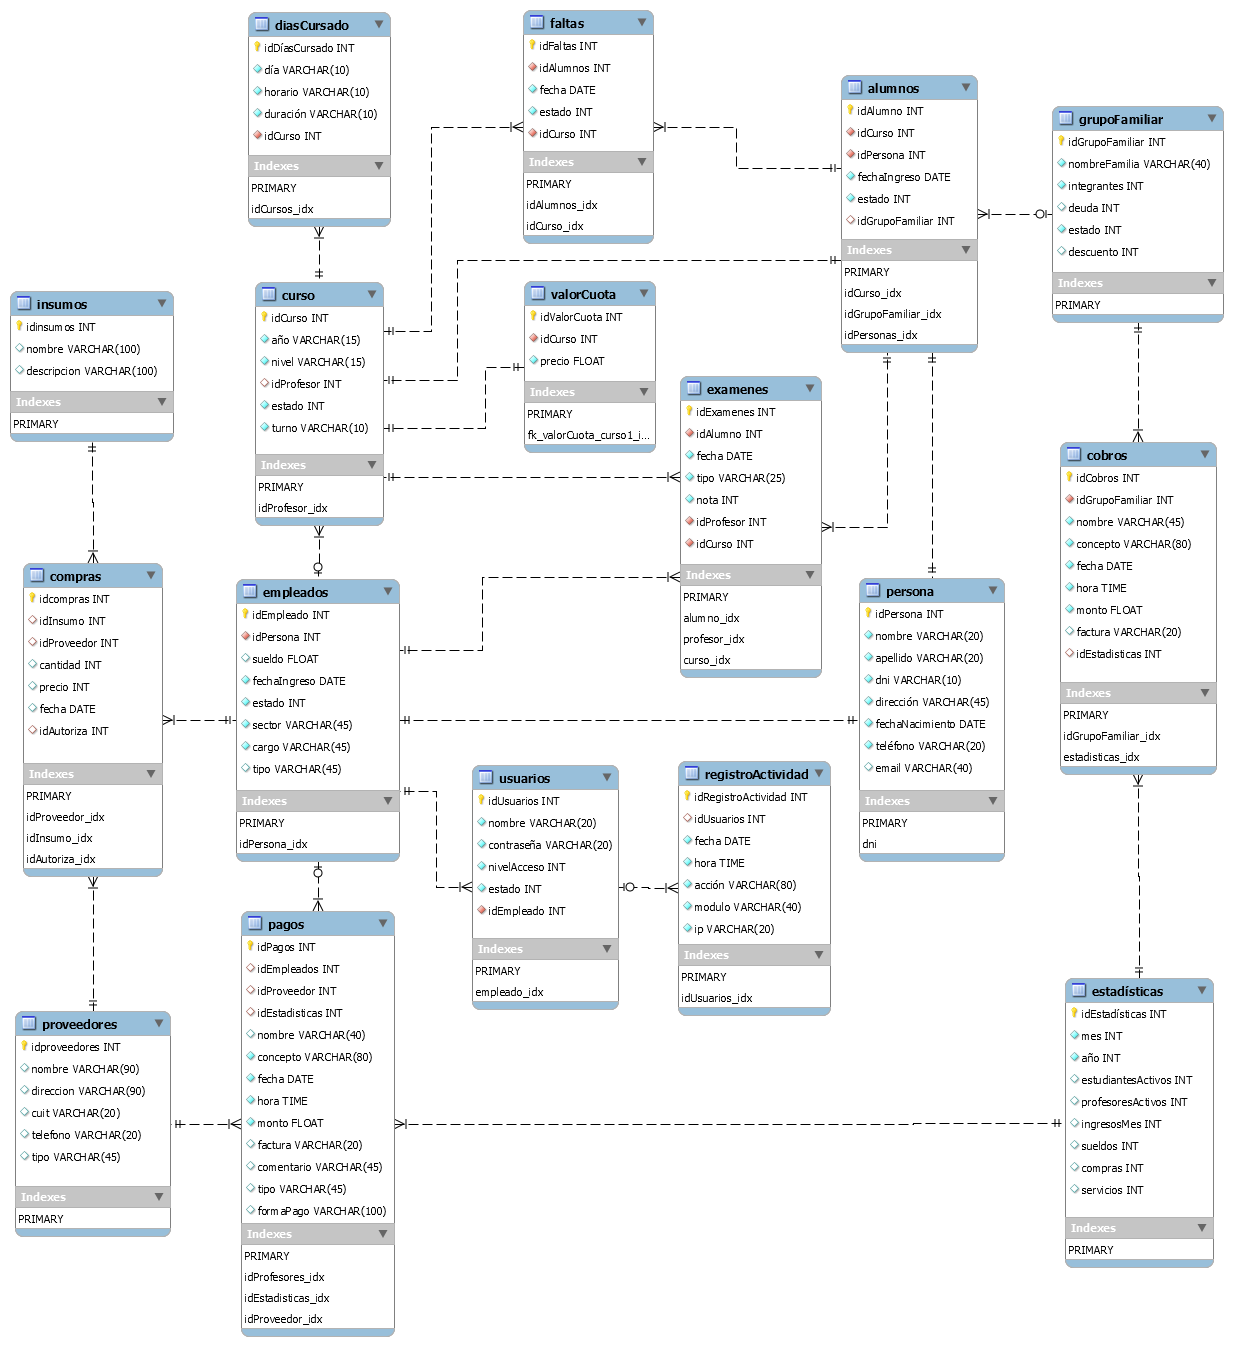 diasCursado
idDíasCursado INT
día VARCHAR(10)
horario VARCHAR(10)
duración VARCHAR(10)
idCurso INT
Indexes
PRIMARY
idCursos_idx
faltas
idFaltas INT
idAlumnos INT
fecha DATE
estado INT
idCurso INT
Indexes
PRIMARY
idAlumnos_idx
idCurso_idx
alumnos
idAlumno INT
idCurso INT
idPersona INT
fechaIngreso DATE
estado INT
idGrupoFamiliar INT
Indexes
PRIMARY
idCurso_idx
idGrupoFamiliar_idx
idPersonas_idx
grupoFamiliar
idGrupoFamiliar INT
nombreFamilia VARCHAR(40)
integrantes INT
deuda INT
estado INT
descuento INT
Indexes
PRIMARY
insumos
idinsumos INT
nombre VARCHAR(100)
descripcion VARCHAR(100)
Indexes
PRIMARY
curso
idCurso INT
año VARCHAR(15)
nivel VARCHAR(15)
idProfesor INT
estado INT
turno VARCHAR(10)
Indexes
PRIMARY
idProfesor_idx
valorCuota
idValorCuota INT
idCurso INT
precio FLOAT
Indexes
PRIMARY
fk_valorCuota_curso1_i...
examenes
idExamenes INT
idAlumno INT
fecha DATE
tipo VARCHAR(25)
nota INT
idProfesor INT
idCurso INT
Indexes
PRIMARY
alumno_idx
profesor_idx
curso_idx
cobros
idCobros INT
idGrupoFamiliar INT
nombre VARCHAR(45)
concepto VARCHAR(80)
fecha DATE
hora TIME
monto FLOAT
factura VARCHAR(20)
idEstadisticas INT
Indexes
PRIMARY
idGrupoFamiliar_idx
estadisticas_idx
compras
idcompras INT
idInsumo INT
idProveedor INT
cantidad INT
precio INT
fecha DATE
idAutoriza INT
Indexes
PRIMARY
idProveedor_idx
idInsumo_idx
idAutoriza_idx
empleados
idEmpleado INT
idPersona INT
sueldo FLOAT
fechaIngreso DATE
estado INT
sector VARCHAR(45)
cargo VARCHAR(45)
tipo VARCHAR(45)
Indexes
PRIMARY
idPersona_idx
persona
idPersona INT
nombre VARCHAR(20)
apellido VARCHAR(20)
dni VARCHAR(10)
dirección VARCHAR(45)
fechaNacimiento DATE
teléfono VARCHAR(20)
email VARCHAR(40)
Indexes
PRIMARY
dni
usuarios
idUsuarios INT
nombre VARCHAR(20)
contraseña VARCHAR(20)
nivelAcceso INT
estado INT
idEmpleado INT
Indexes
PRIMARY
empleado_idx
registroActividad
idRegistroActividad INT
idUsuarios INT
fecha DATE
hora TIME
acción VARCHAR(80)
modulo VARCHAR(40)
ip VARCHAR(20)
Indexes
PRIMARY
idUsuarios_idx
pagos
idPagos INT
idEmpleados INT
idProveedor INT
idEstadisticas INT
nombre VARCHAR(40)
concepto VARCHAR(80)
fecha DATE
hora TIME
monto FLOAT
factura VARCHAR(20)
comentario VARCHAR(45)
tipo VARCHAR(45)
formaPago VARCHAR(100)
Indexes
PRIMARY
idProfesores_idx
idEstadisticas_idx
idProveedor_idx
proveedores
idproveedores INT
nombre VARCHAR(90)
direccion VARCHAR(90)
cuit VARCHAR(20)
telefono VARCHAR(20)
tipo VARCHAR(45)
Indexes
PRIMARY
estadísticas
idEstadísticas INT
mes INT
año INT
estudiantesActivos INT
profesoresActivos INT
ingresosMes INT
sueldos INT
compras INT
servicios INT
Indexes
PRIMARY